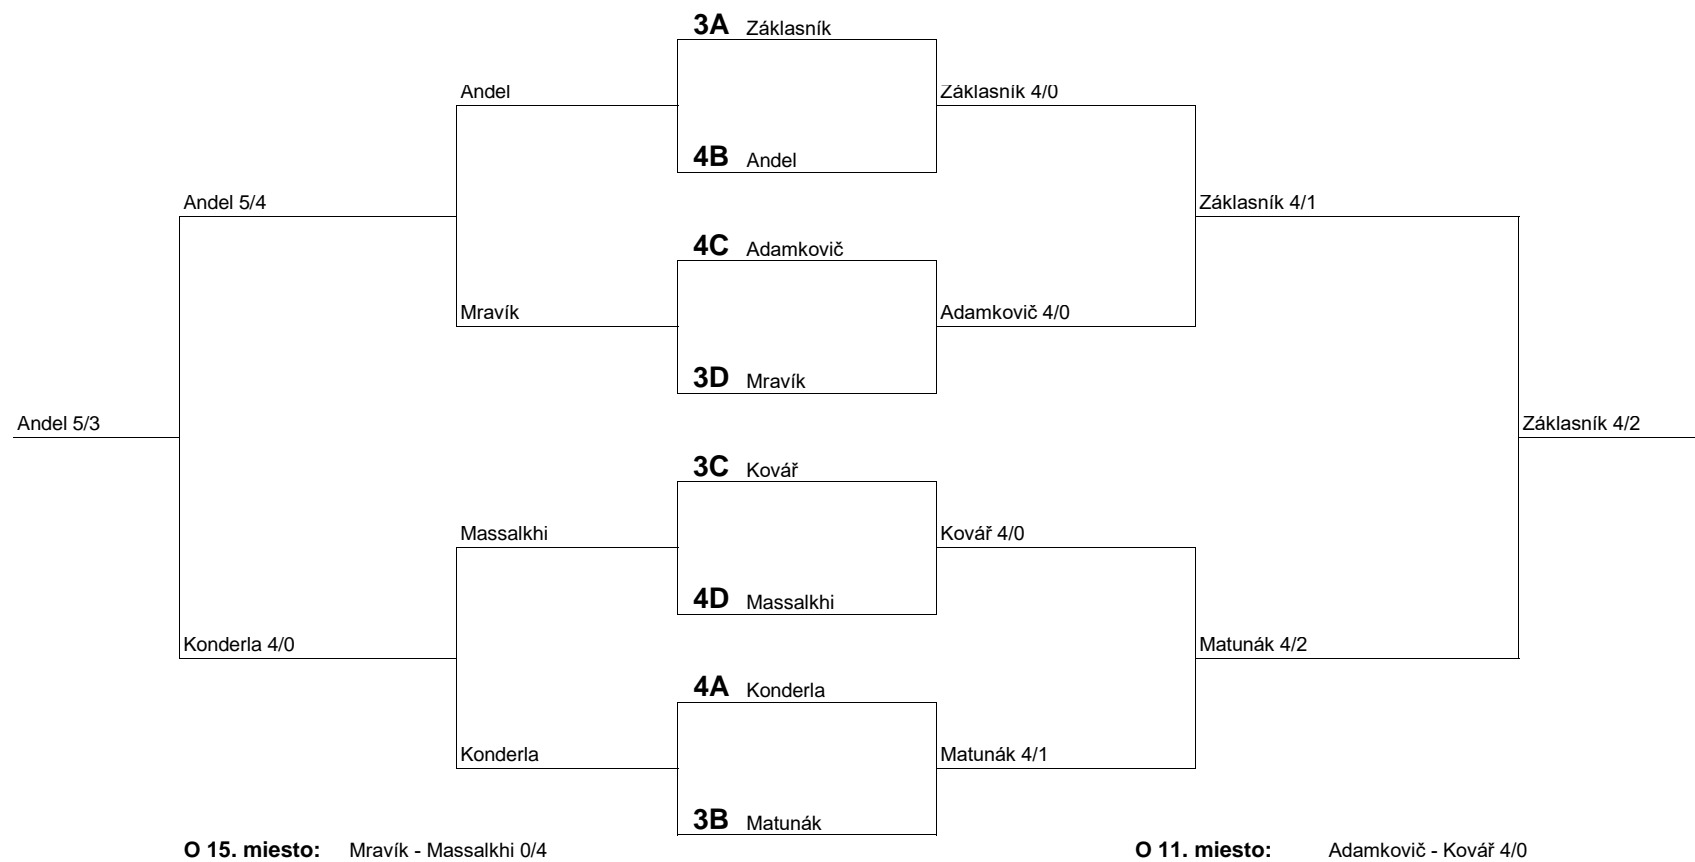 3A Záklasník
Andel
Záklasník 4/0
4B Andel
Andel 5/4
Záklasník 4/1
4C Adamkovič
Mravík
Adamkovič 4/0
3D Mravík
Andel 5/3
Záklasník 4/2
3C Kovář
Massalkhi
Kovář 4/0
4D Massalkhi
Konderla 4/0
Matunák 4/2
4A Konderla
Konderla
Matunák 4/1
3B Matunák
O 15. miesto: Mravík - Massalkhi 0/4
O 11. miesto: Adamkovič - Kovář 4/0